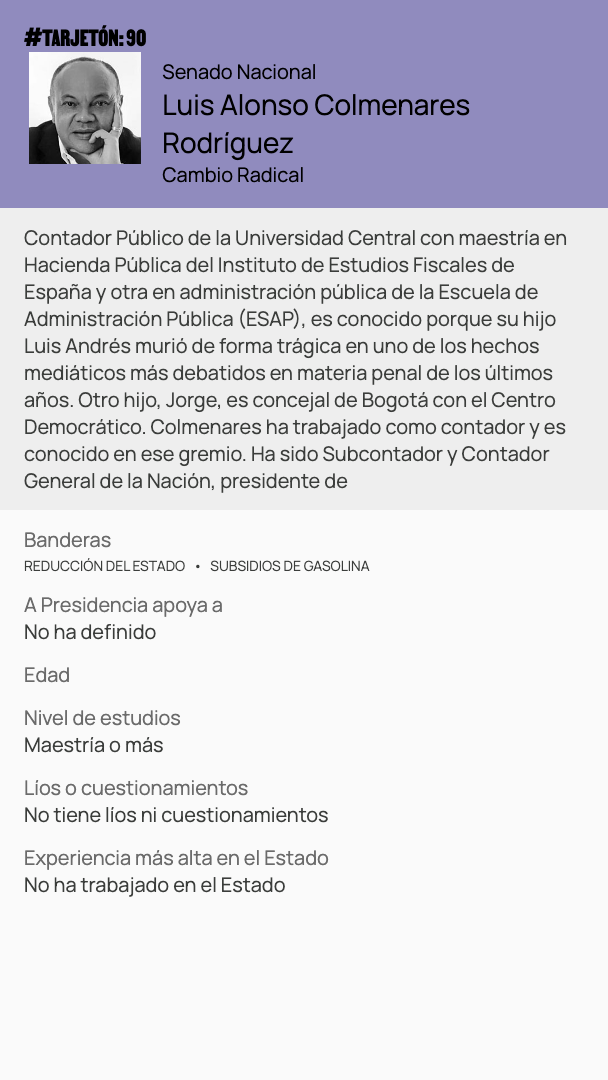 #TARJETÓN: 90
Senado Nacional
Luis Alonso Colmenares
Rodríguez
Cambio Radical
Contador Público de la Universidad Central con maestría en
Hacienda Pública del Instituto de Estudios Fiscales de
España y otra en administración pública de la Escuela de
Administración Pública (ESAP), es conocido porque su hijo
Luis Andrés murió de forma trágica en uno de los hechos
mediáticos más debatidos en materia penal de los últimos
años. Otro hijo, Jorge, es concejal de Bogotá con el Centro
Democrático. Colmenares ha trabajado como contador y es
conocido en ese gremio. Ha sido Subcontador y Contador
General de la Nación, presidente de
Banderas
REDUCCIÓN DEL ESTADO • SUBSIDIOS DE GASOLINA
A Presidencia apoya a
No ha definido
Edad
Nivel de estudios
Maestría o más
Líos o cuestionamientos
No tiene líos ni cuestionamientos
Experiencia más alta en el Estado
No ha trabajado en el Estado